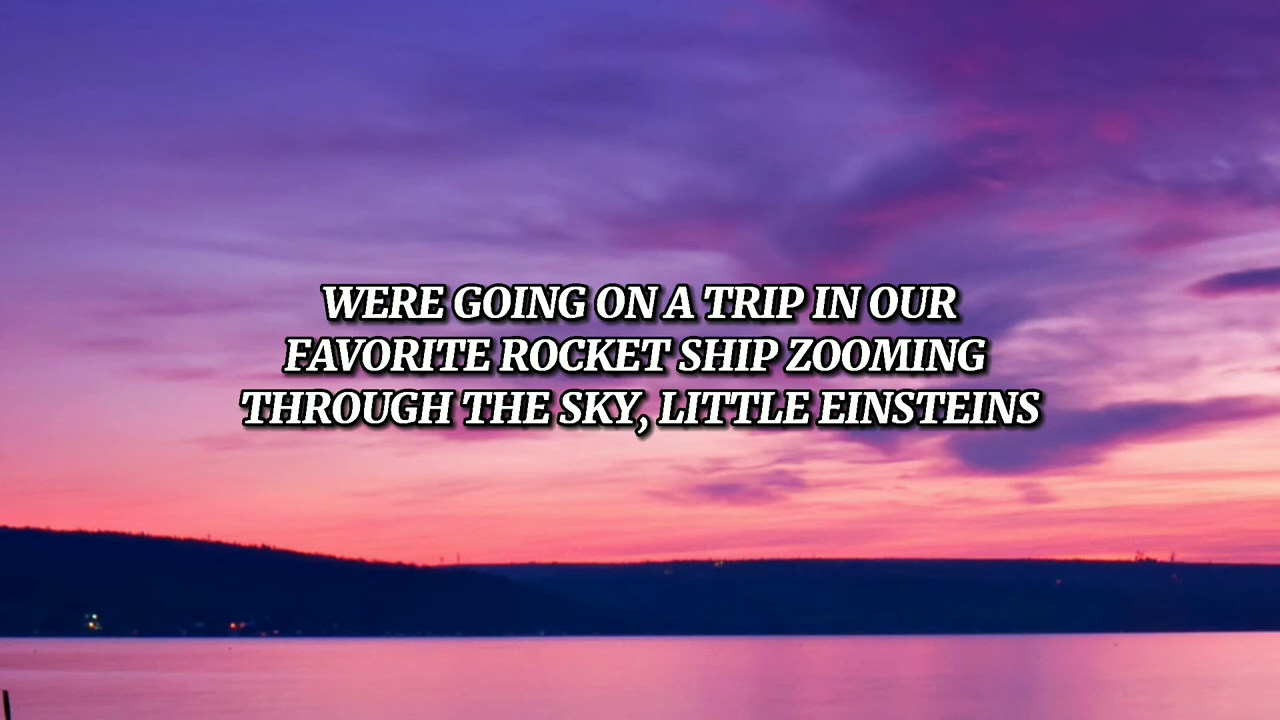 WERE GOING ON A TRIP IN OUR
FAVORITE ROCKET SHIP ZOOMING
THROUGH THE SKY, LITTLE EINSTEINS